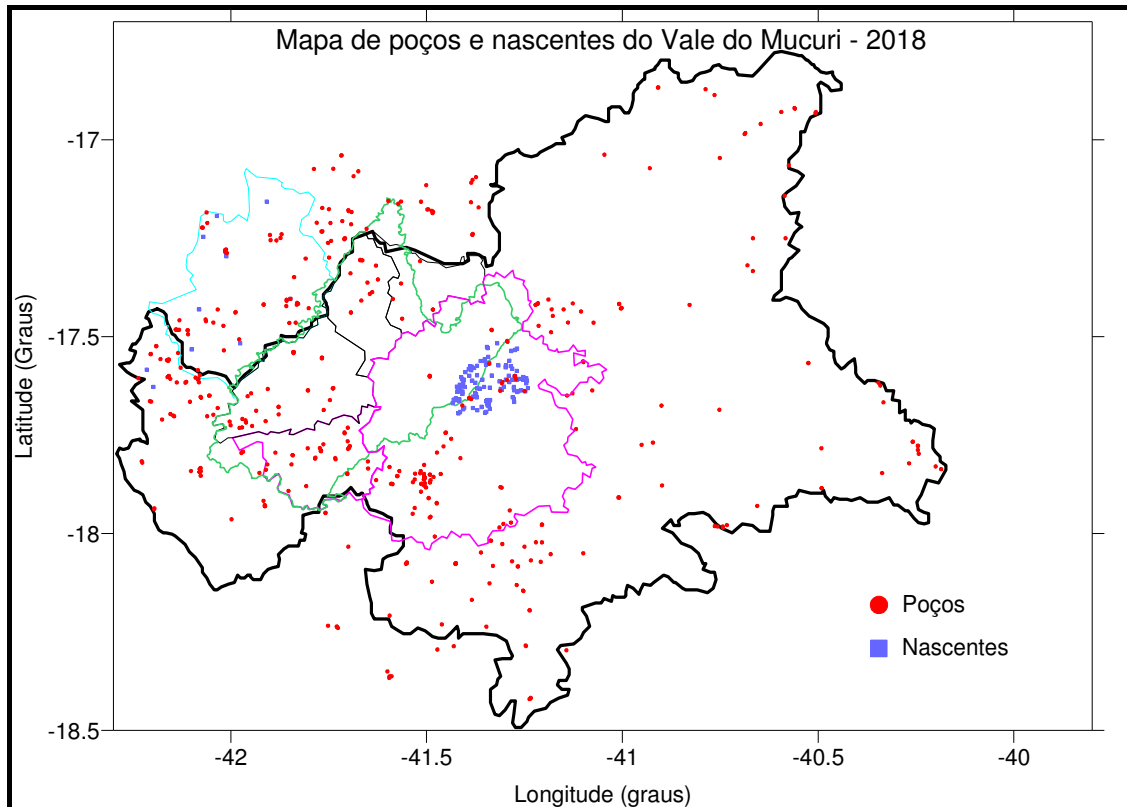 Mapa de poços e nascentes do Vale do Mucuri - 2018
-17
-17.5
-18
-18.5
Latitude (Graus)
Poços
Nascentes
-42
-41.5
-41
-40.5
-40
Longitude (graus)